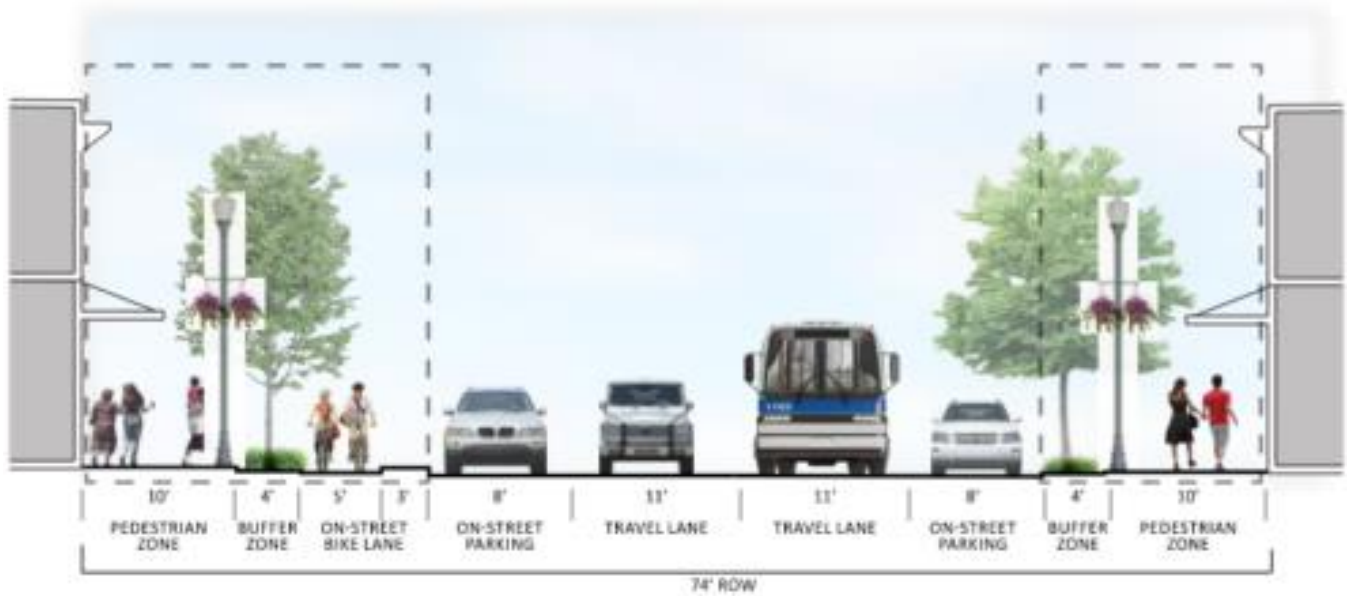 10' 4' 5' 3' 8' 11' 11' 8' 4' 10'
PEDESTRIAN ZONE
BUFFER ZONE
ON-STREET BIKE LANE
ON-STREET PARKING
TRAVEL LANE
TRAVEL LANE
ON-STREET PARKING
BUFFER ZONE
PEDESTRIAN ZONE
74' ROW